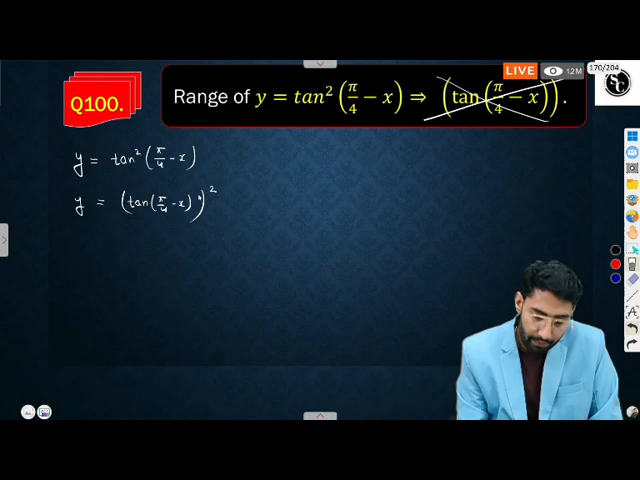 LIVE 12M 170/204
Q100. Range of y = tan² (π/4 − x) ⇒ (tan(π/4 − x)).
y = tan² (π/4 − x)
y = (tan(π/4 − x))²